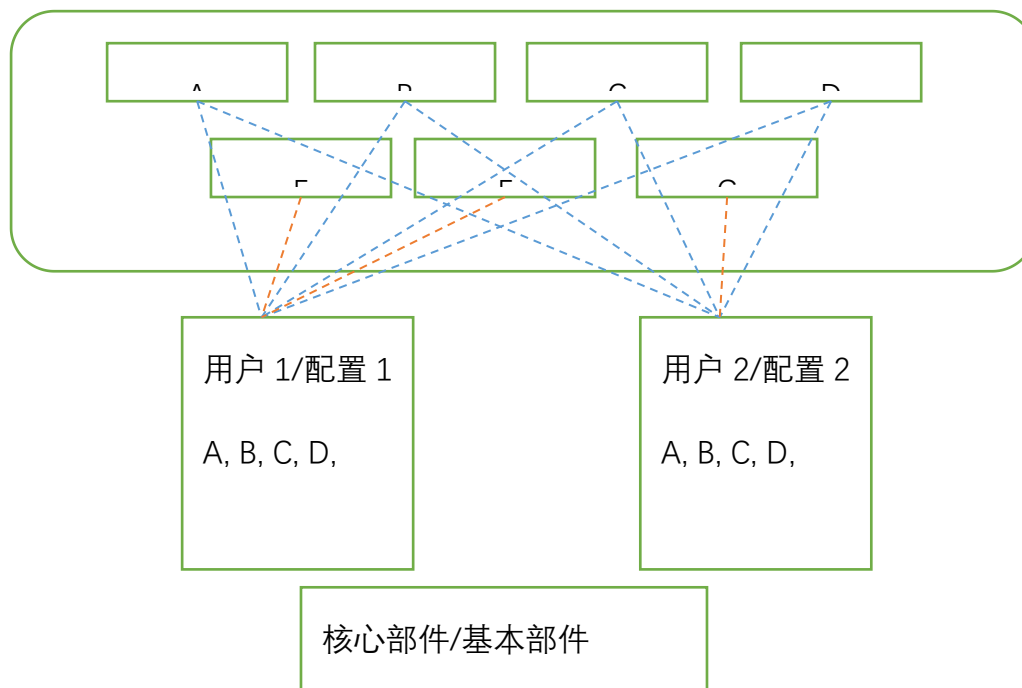 A
B
C
D
用户 1/配置 1
A, B, C, D,
用户 2/配置 2
A, B, C, D,
核心部件/基本部件